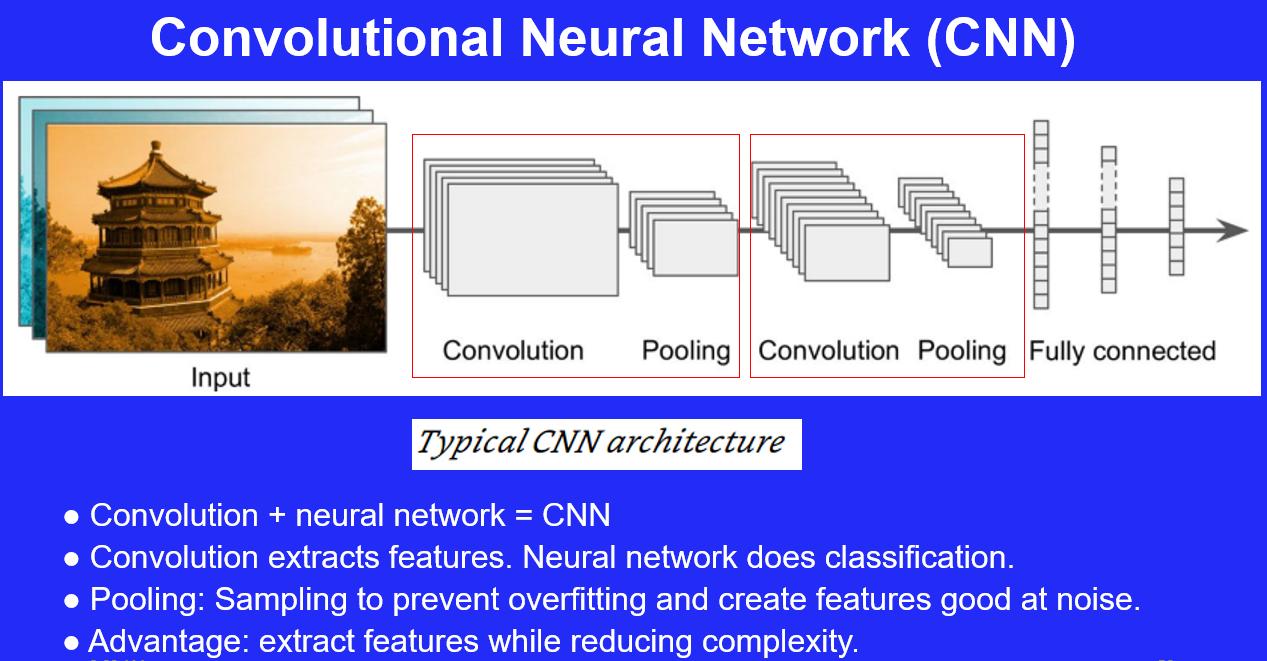 Convolutional Neural Network (CNN)
Input
Convolution
Pooling
Convolution
Pooling
Fully connected
Typical CNN architecture
● Convolution + neural network = CNN
● Convolution extracts features. Neural network does classification.
● Pooling: Sampling to prevent overfitting and create features good at noise.
● Advantage: extract features while reducing complexity.